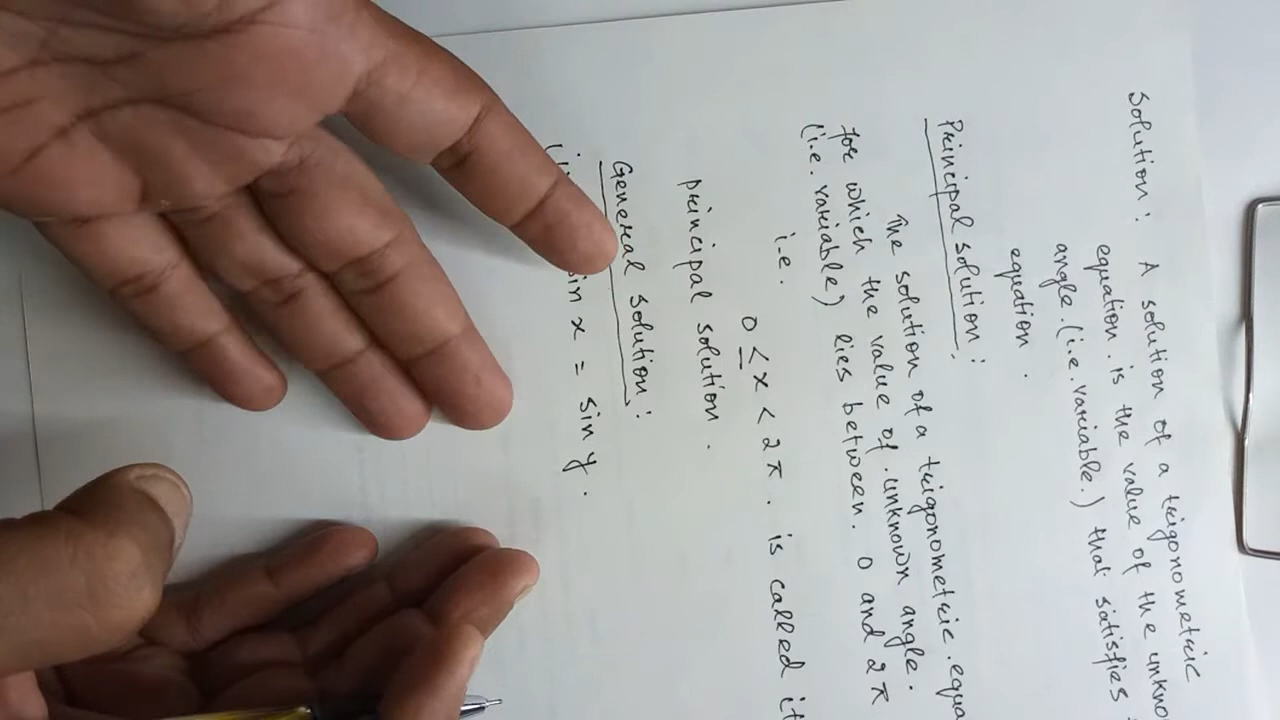 Solution: A solution of a trigonometric
equation. is the value of the unkno
angle. (i.e. variable.) that satisfies
equation.
Principal solution:
The solution of a trigonometric. equa
for which the value of. unknown angle.
(i.e. variable) lies between. 0 and 2π
i.e.
0 ≤ x < 2π. is called it
principal solution.
General solution:
sin x = sin y.